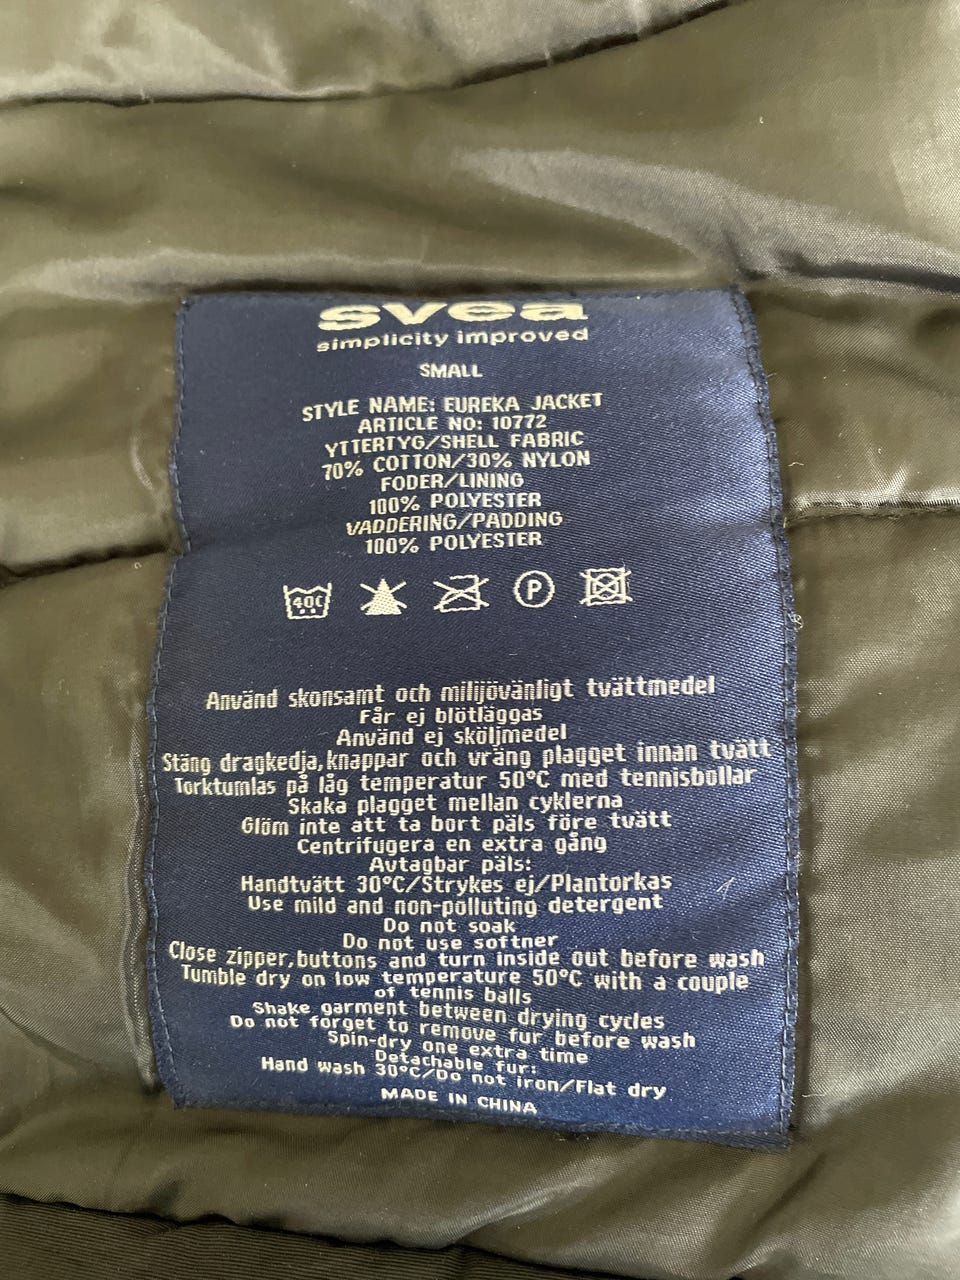 svea
simplicity improved
SMALL
STYLE NAME: EUREKA JACKET
ARTICLE NO: 10772
YTTERTYG/SHELL FABRIC
70% COTTON/30% NYLON
FODER/LINING
100% POLYESTER
VADDERING/PADDING
100% POLYESTER
40C P
Använd skonsamt och milijövänligt tvättmedel
Får ej blötläggas
Använd ej sköljmedel
Stäng dragkedja,knappar och vräng plagget innan tvätt
Torktumlas på låg temperatur 50°C med tennisbollar
Skaka plagget mellan cyklerna
Glöm inte att ta bort päls före tvätt
Centrifugera en extra gång
Avtagbar päls:
Handtvätt 30°C/Strykes ej/Plantorkas
Use mild and non-polluting detergent
Do not soak
Do not use softner
Close zipper,buttons and turn inside out before wash
Tumble dry on low temperature 50°C with a couple
of tennis balls
Shake garment between drying cycles
Do not forget to remove fur before wash
Spin-dry one extra time
Detachable fur:
Hand wash 30°C/Do not iron/Flat dry
MADE IN CHINA